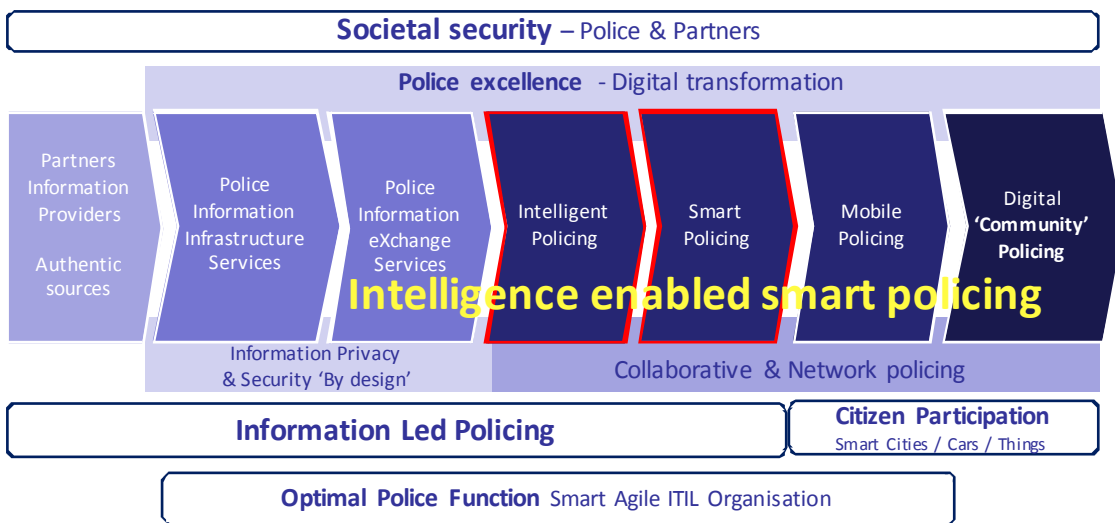 Societal security – Police & Partners
Police excellence - Digital transformation
Partners
Information
Providers
Authentic
sources
Police
Information
Infrastructure
Services
Police
Information
eXchange
Services
Intelligent
Policing
Smart
Policing
Mobile
Policing
Digital
‘Community’
Policing
Intelligence enabled smart policing
Information Privacy
& Security ‘By design’
Collaborative & Network policing
Information Led Policing
Citizen Participation
Smart Cities / Cars / Things
Optimal Police Function Smart Agile ITIL Organisation